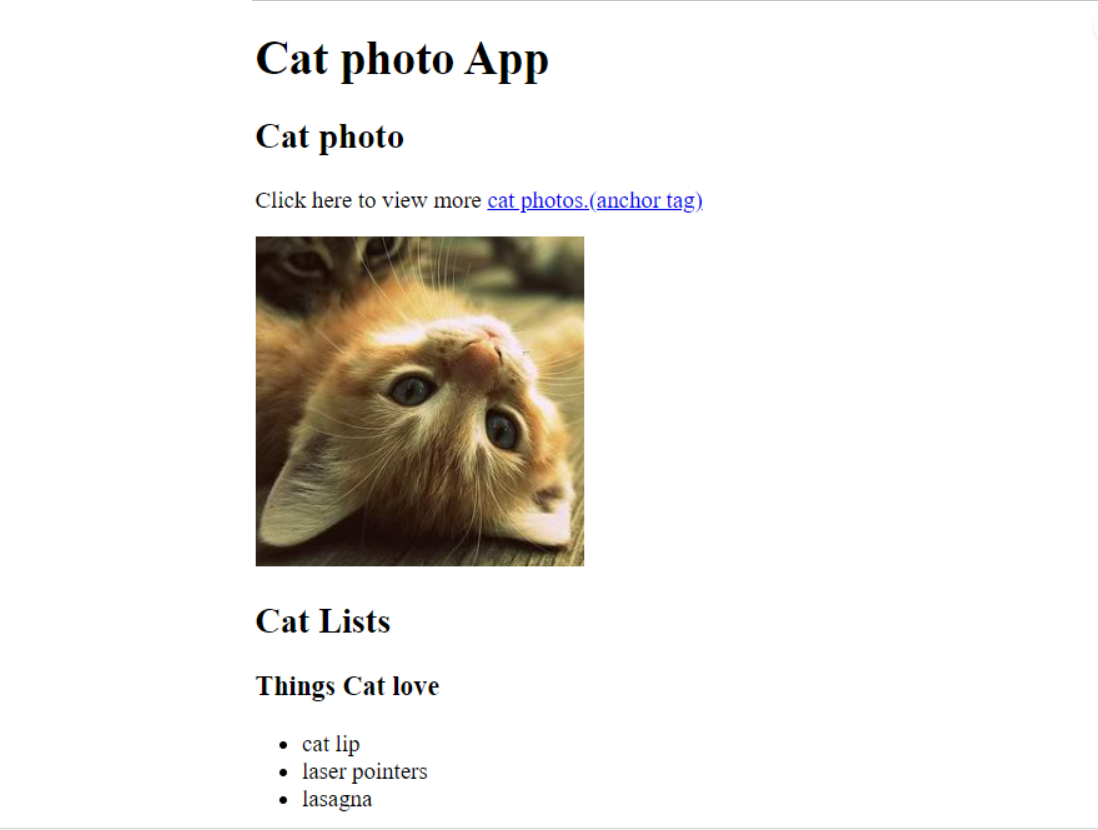 Cat photo App
Cat photo
Click here to view more cat photos.(anchor tag)
Cat Lists
Things Cat love
cat lip
laser pointers
lasagna